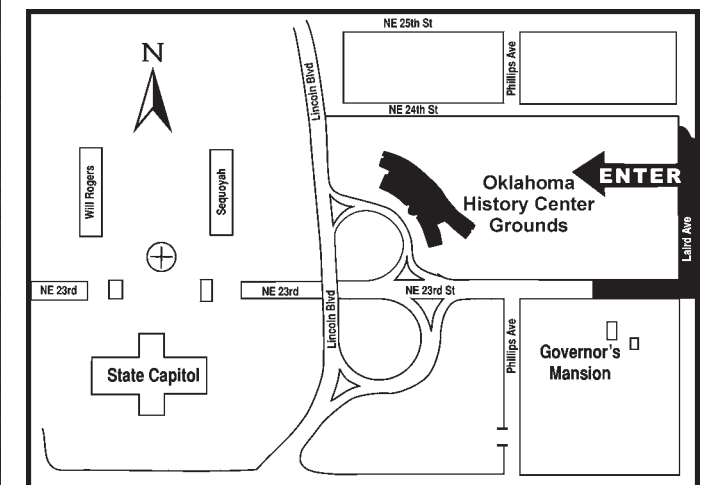 NE 25th St
Phillips Ave
Lincoln Blvd
NE 24th St
N
Will Rogers
Sequoyah
ENTER
Oklahoma
History Center
Grounds
Laird Ave
NE 23rd
NE 23rd
NE 23rd St
Lincoln Blvd
Phillips Ave
State Capitol
Governor's
Mansion